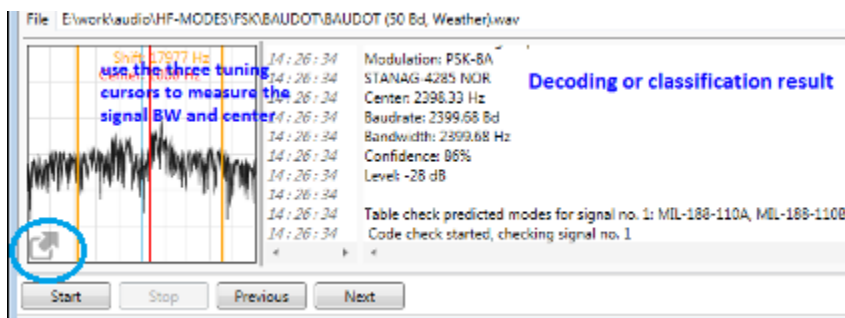 File E:\work\audio\HF-MODES\FSK\BAUDOT\BAUDOT (50 Bd, Weather).wav
Shift: 17977 Hz
use the three tuning
cursors to measure the
signal BW and center
14:26:34 Modulation: PSK-8A
14:26:34 STANAG-4285 NOR
14:26:34 Center: 2398.33 Hz
14:26:34 Baudrate: 2399.68 Bd
14:26:34 Bandwidth: 2399.68 Hz
14:26:34 Confidence: 86%
14:26:34 Level: -28 dB
14:26:34
14:26:34 Table check predicted modes for signal no. 1: MIL-188-110A, MIL-188-110B
14:26:34 Code check started, checking signal no. 1
Decoding or classification result
Start Stop Previous Next